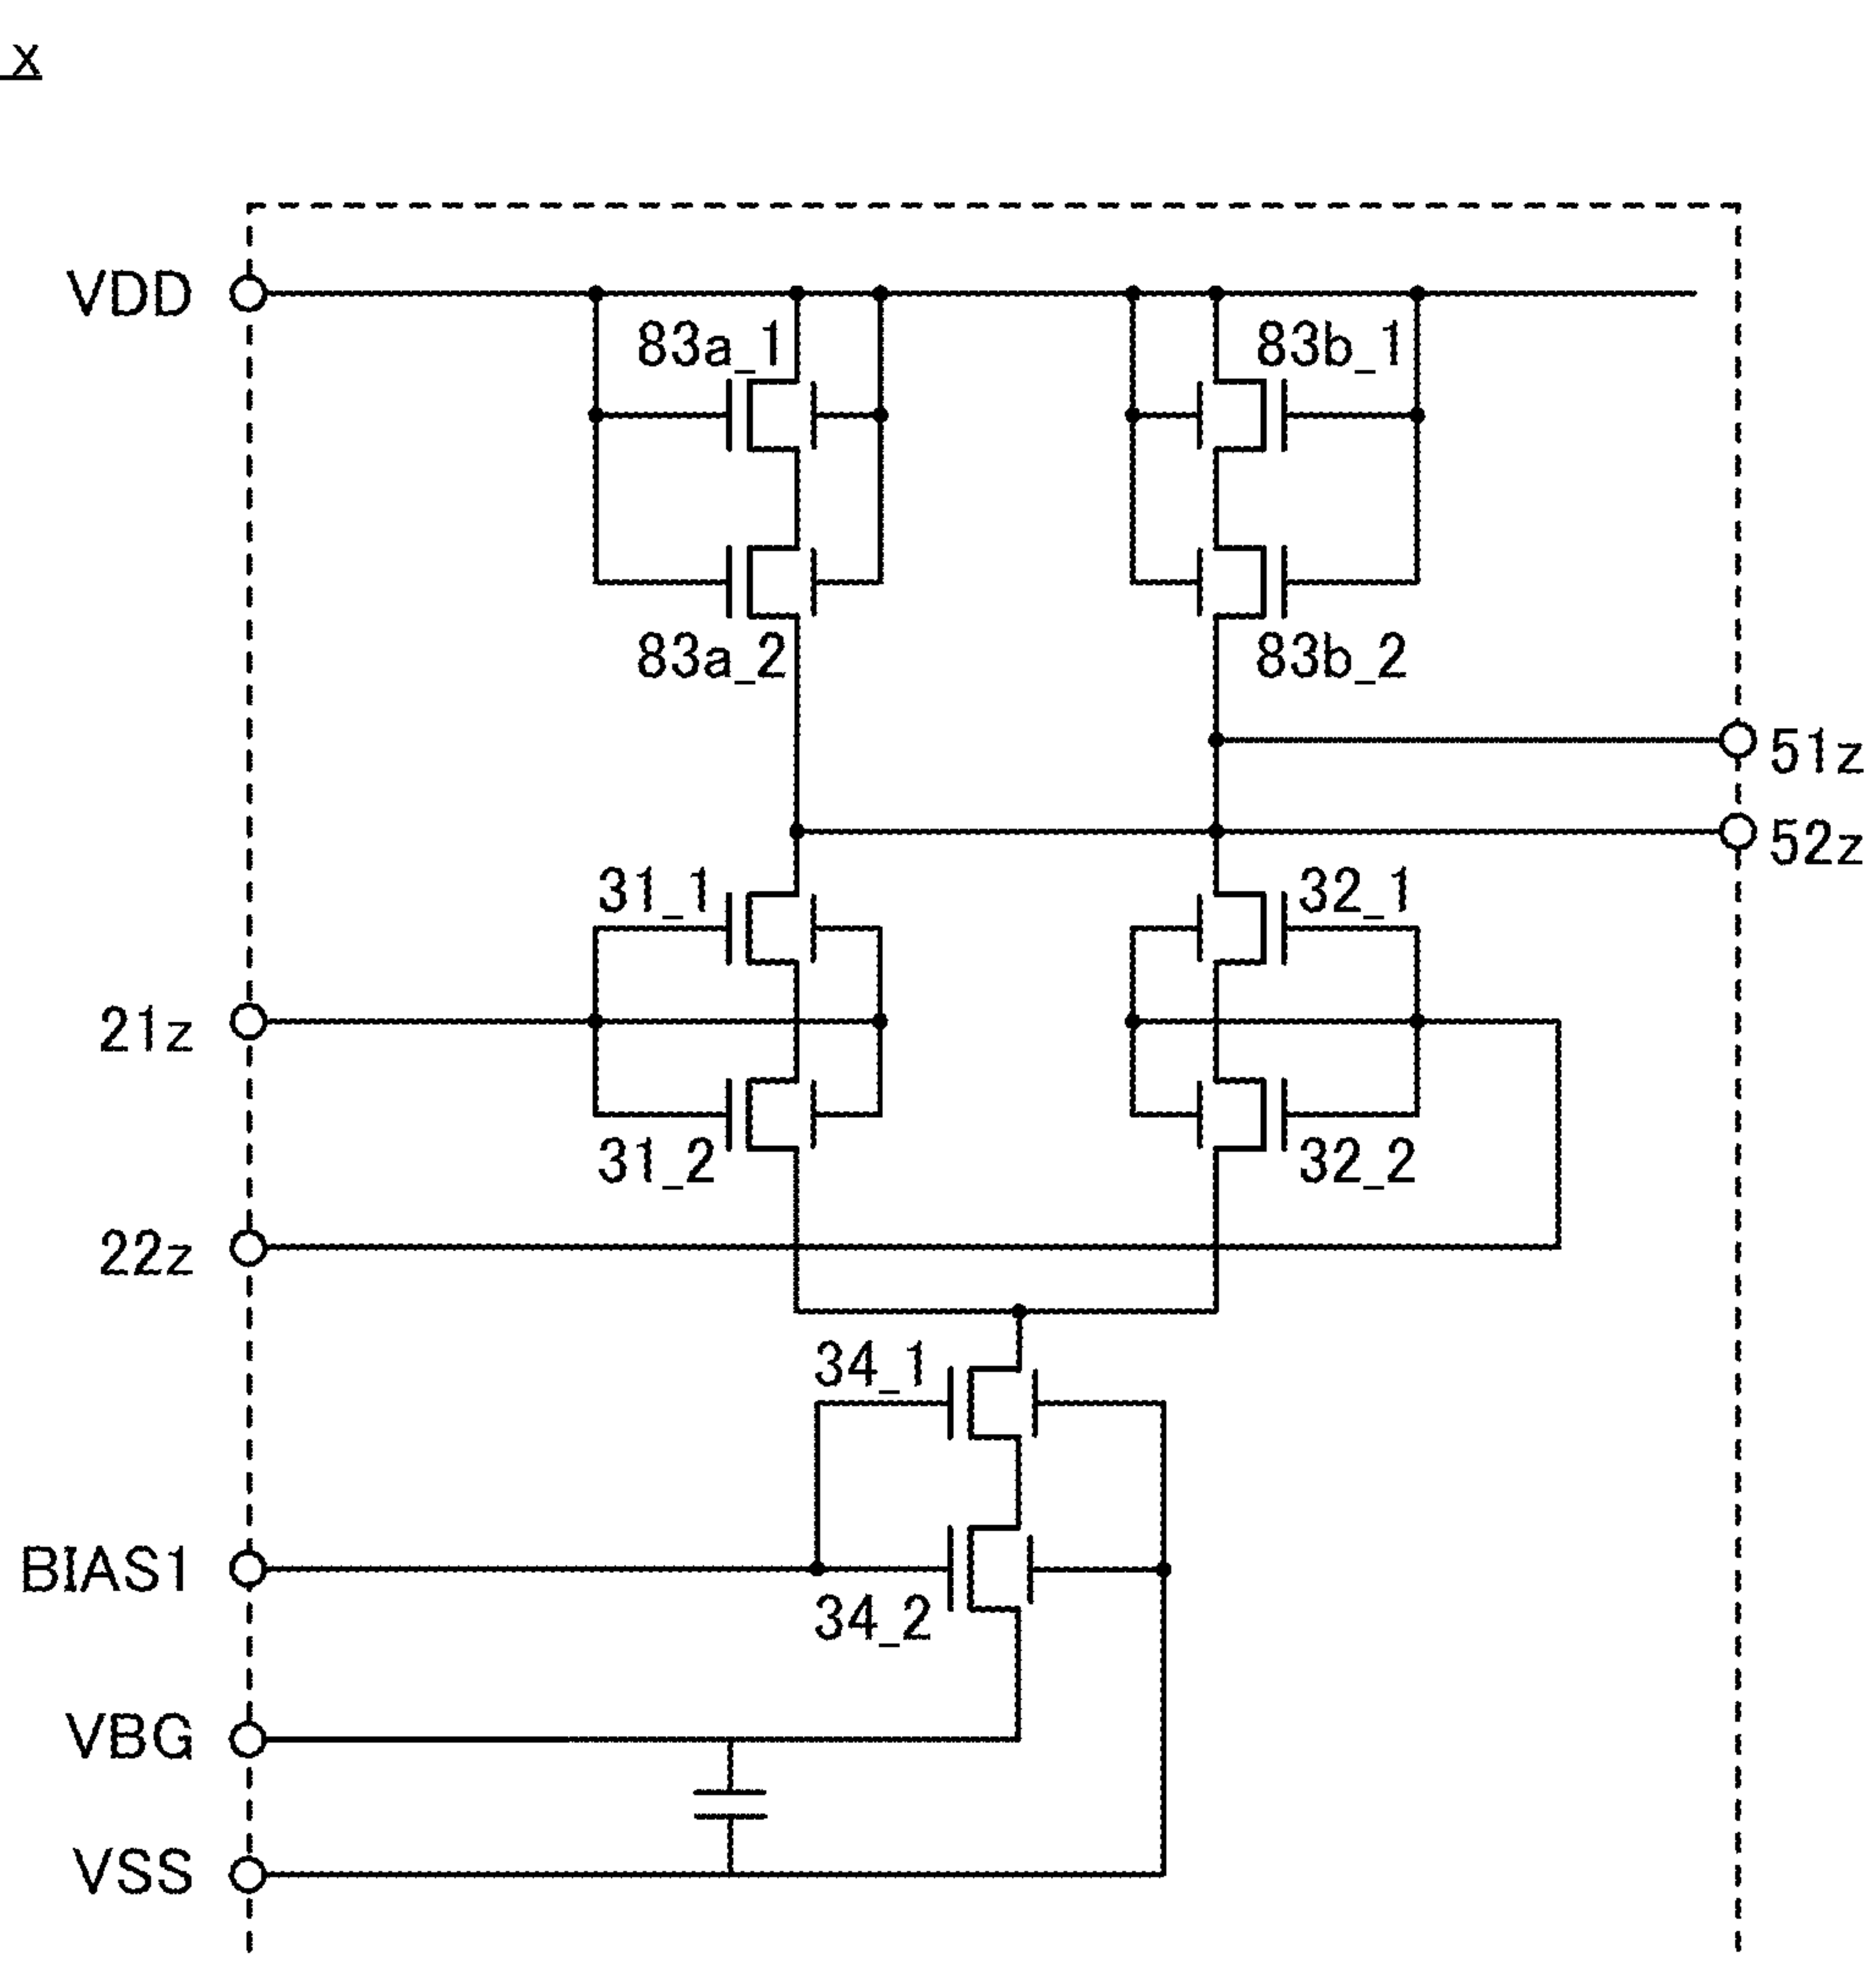 x
VDD
83a_1
83b_1
83a_2
83b_2
51z
52z
31_1
32_1
21z
31_2
32_2
22z
34_1
BIAS1
34_2
VBG
VSS